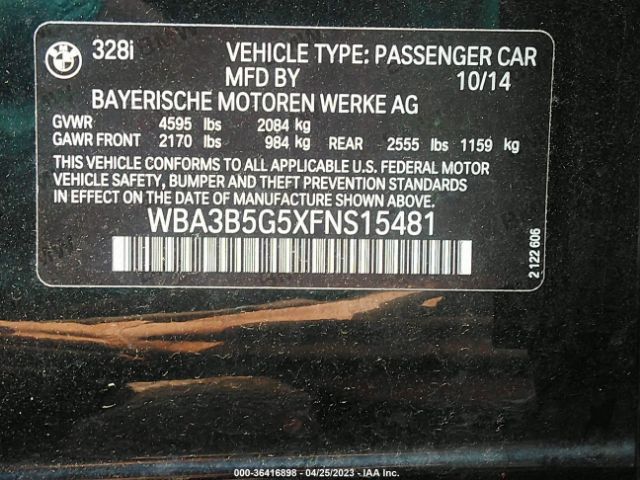 BMW 328i VEHICLE TYPE: PASSENGER CAR
MFD BY 10/14
BAYERISCHE MOTOREN WERKE AG
GVWR 4595 lbs 2084 kg
GAWR FRONT 2170 lbs 984 kg REAR 2555 lbs 1159 kg
THIS VEHICLE CONFORMS TO ALL APPLICABLE U.S. FEDERAL MOTOR
VEHICLE SAFETY, BUMPER AND THEFT PREVENTION STANDARDS
IN EFFECT ON THE DATE OF MANUFACTURE SHOWN ABOVE.
WBA3B5G5XFNS15481
2 122 606
000-36416898 - 04/25/2023 - IAA Inc.